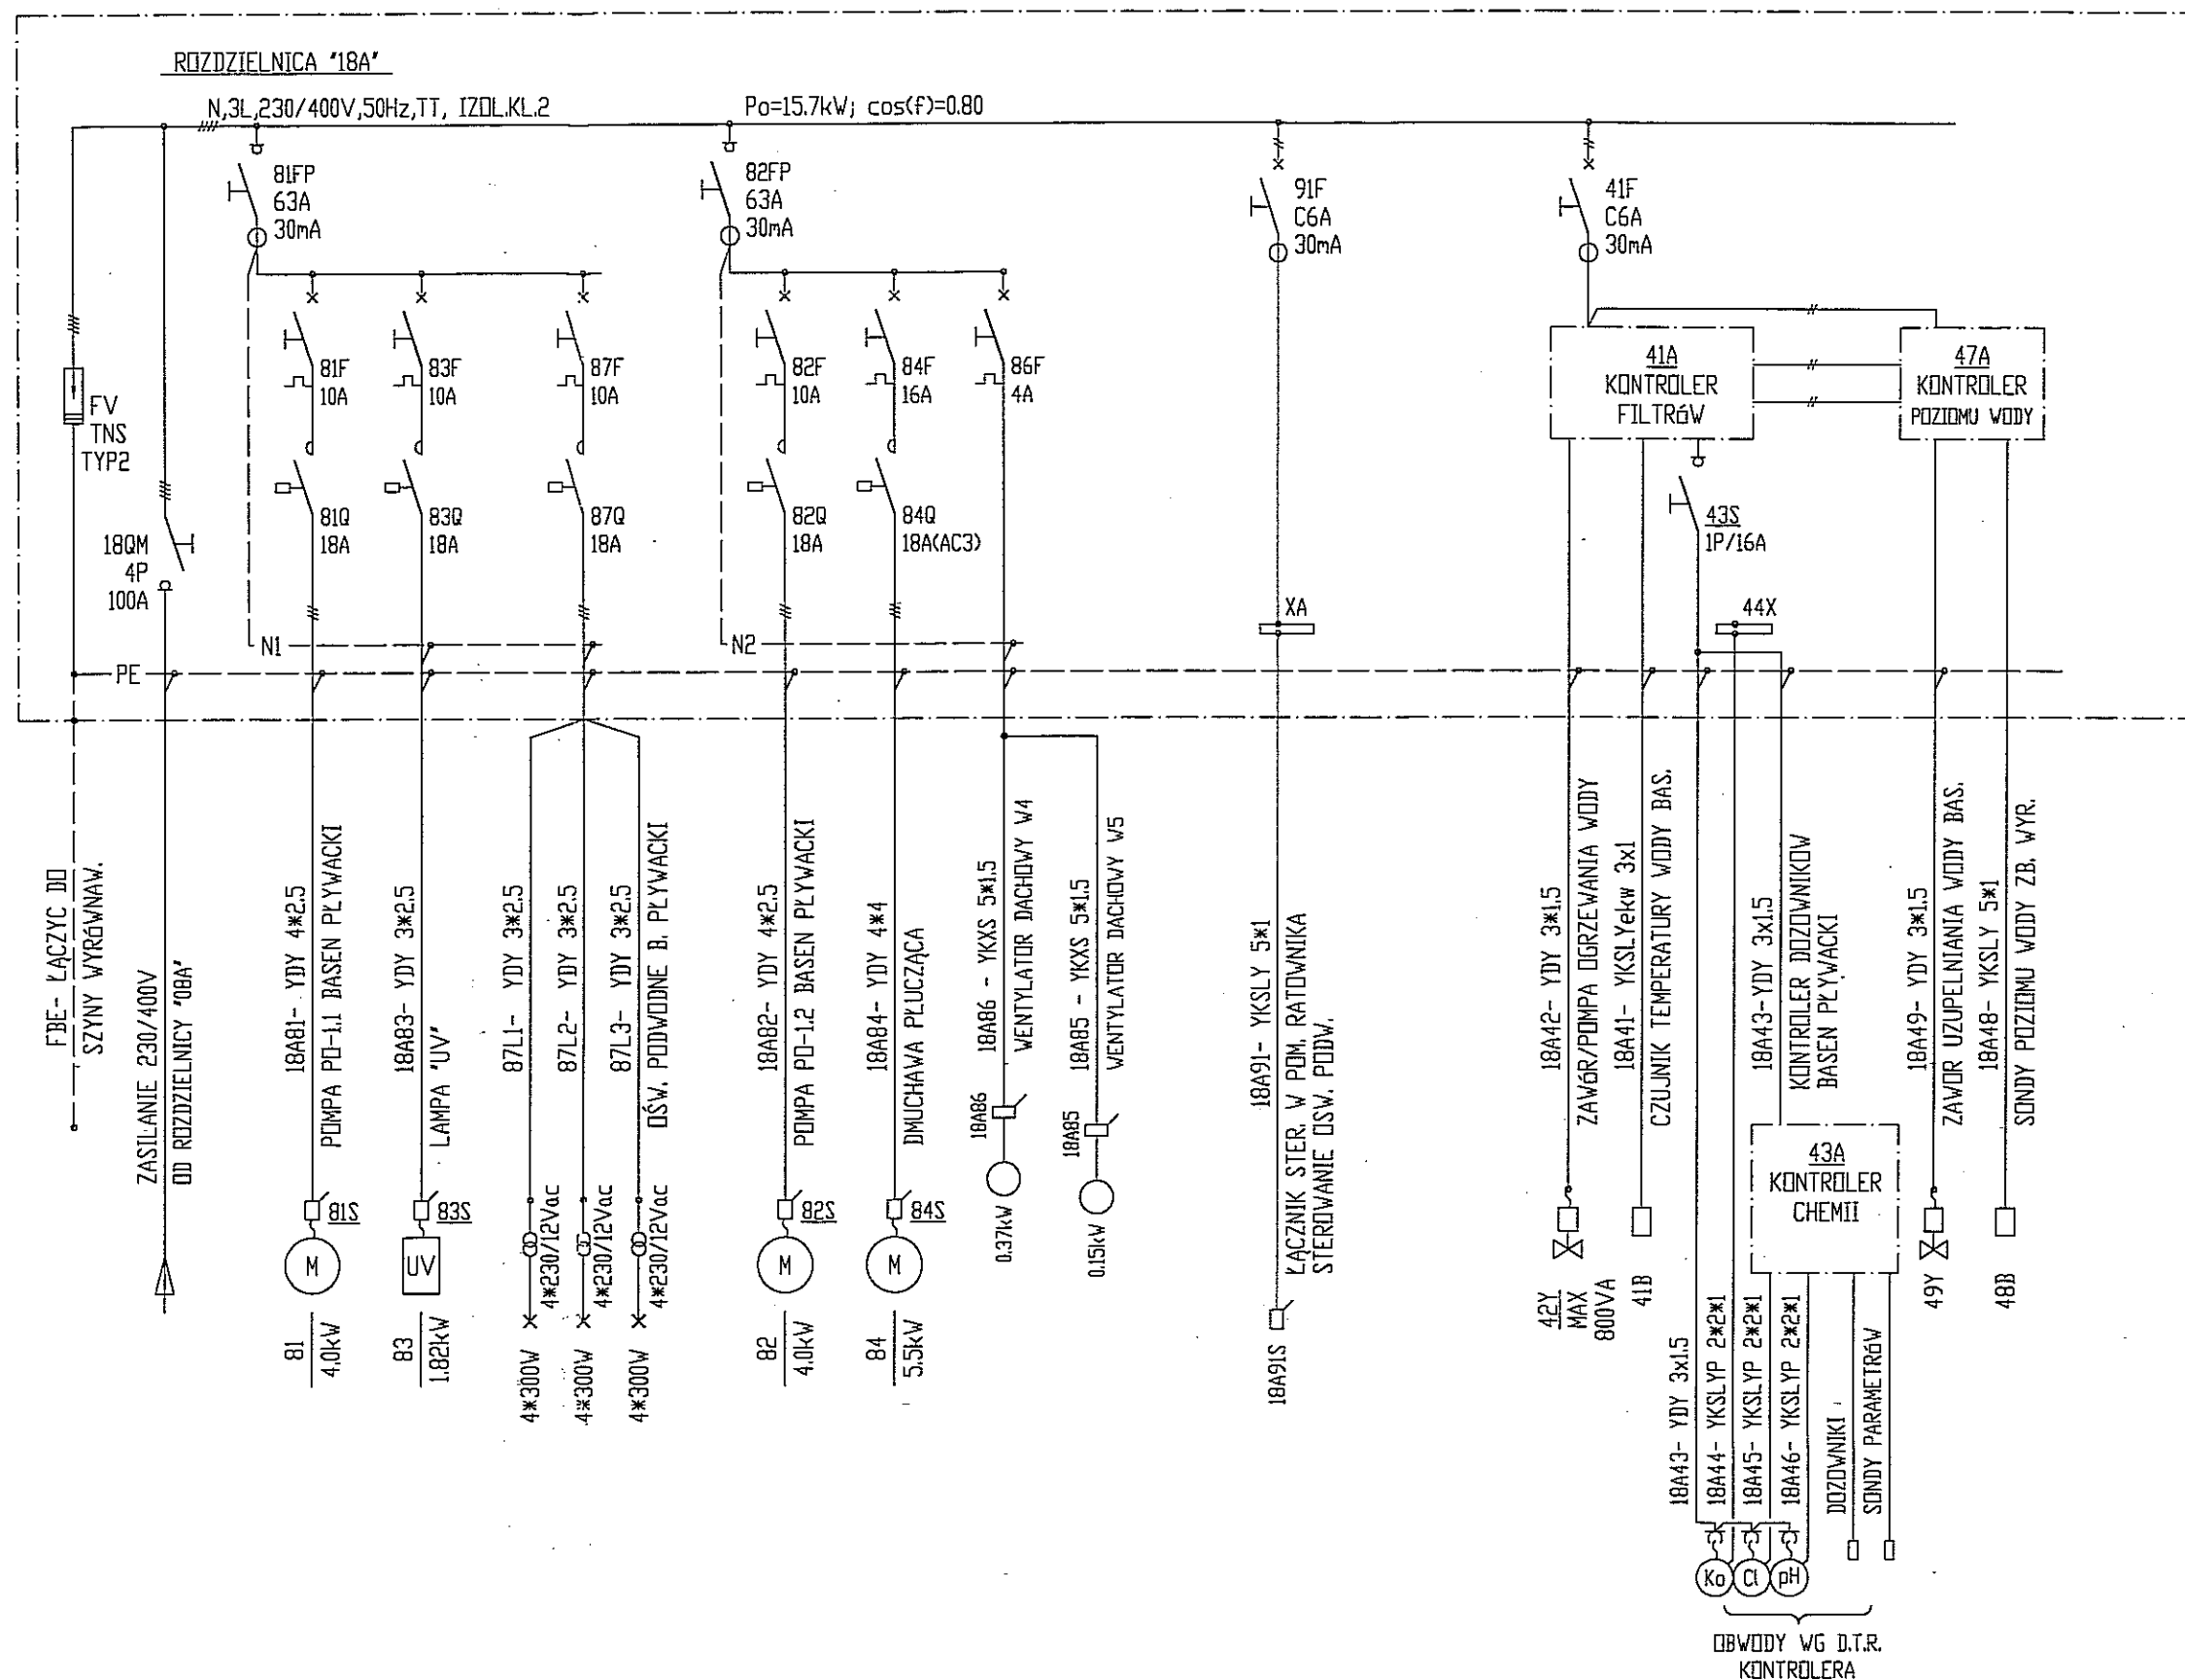 ROZDZIELNICA "18A"
N,3L,230/400V,50Hz,TT, IZOL.KL.2
Po=15.7kW; cos(f)=0.80
81FP
63A
30mA
82FP
63A
30mA
91F
C6A
30mA
41F
C6A
30mA
FV
TNS
TYP2
81F
10A
83F
10A
87F
10A
82F
10A
84F
16A
86F
4A
41A
KONTROLER
FILTRÓW
47A
KONTROLER
POZIOMU WODY
18QM
4P
100A
81Q
18A
83Q
18A
87Q
18A
82Q
18A
84Q
18A(AC3)
43S
1P/16A
XA
44X
N1
N2
PE
FBE- ŁĄCZYC DO
SZYNY WYRÓWNAW.
ZASILANIE 230/400V
OD ROZDZIELNICY "08A"
18A81- YDY 4*2.5
POMPA PO-1.1 BASEN PŁYWACKI
18A83- YDY 3*2.5
LAMPA "UV"
87L1- YDY 3*2.5
87L2- YDY 3*2.5
87L3- YDY 3*2.5
OŚW. PODWODNE B. PŁYWACKI
18A82- YDY 4*2.5
POMPA PO-1.2 BASEN PŁYWACKI
18A84- YDY 4*4
DMUCHAWA PŁUCZĄCA
18A86 - YKXS 5*1.5
WENTYLATOR DACHOWY W4
18A85 - YKXS 5*1.5
WENTYLATOR DACHOWY W5
18A91- YKSLY 5*1
ŁĄCZNIK STER. W POM. RATOWNIKA
STEROWANIE OSW. PODW.
18A42- YDY 3*1.5
ZAWÓR/POMPA OGRZEWANIA WODY
18A41- YKSLYekw 3x1
CZUJNIK TEMPERATURY WODY BAS.
18A43-YDY 3x1.5
KONTROLER DOZOWNIKOW
BASEN PŁYWACKI
18A49- YDY 3*1.5
ZAWOR UZUPELNIANIA WODY BAS.
18A48- YKSLY 5*1
SONDY POZIOMU WODY ZB. WYR.
18A86
18A85
43A
KONTROLER
CHEMII
81S
83S
4*230/12Vac
4*230/12Vac
4*230/12Vac
82S
84S
0.37kW
0.15kW
M
UV
M
M
81
4.0kW
83
1.82kW
4*300W
4*300W
4*300W
82
4.0kW
84
5.5kW
18A91S
42Y
MAX
800VA
41B
49Y
48B
18A43- YDY 3x1.5
18A44- YKSLYP 2*2*1
18A45- YKSLYP 2*2*1
18A46- YKSLYP 2*2*1
DOZOWNIKI
SONDY PARAMETRÓW
Ko
Cl
pH
OBWODY WG D.T.R.
KONTROLERA